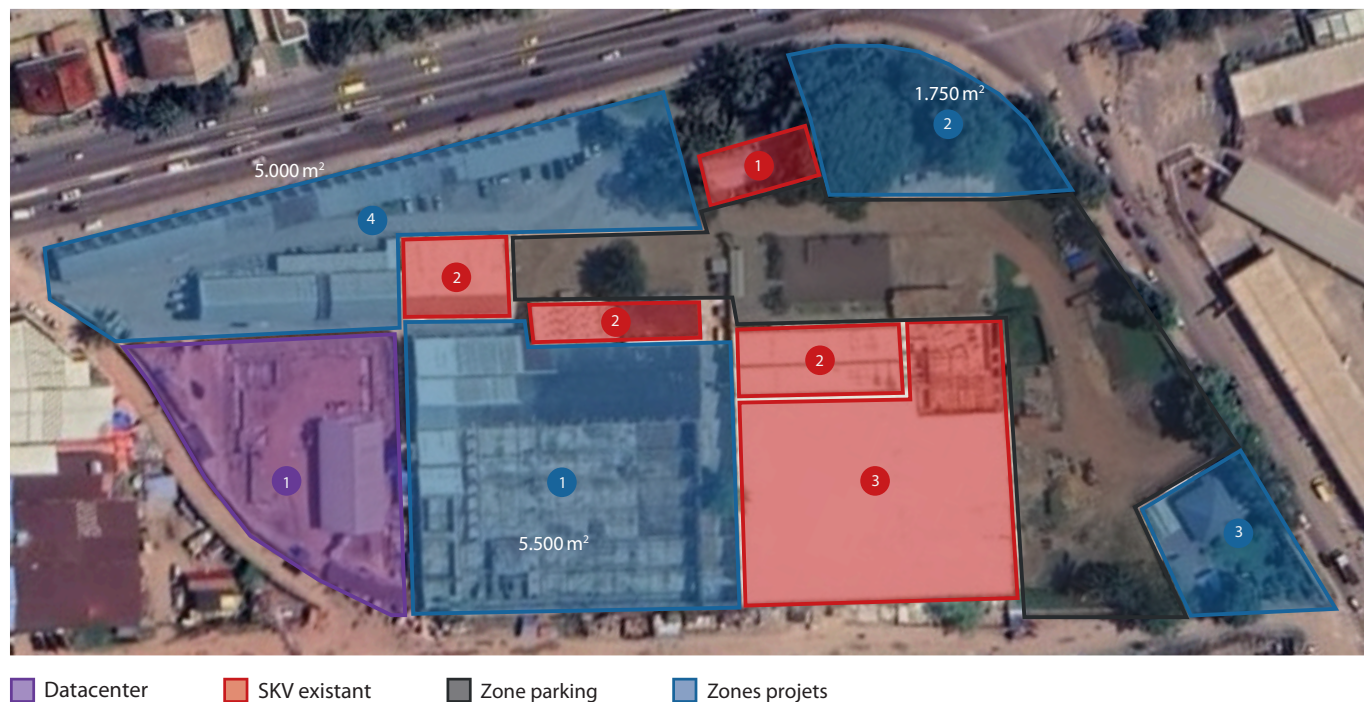 1.750 m²
2
1
5.000 m²
4
2
2
2
1
1
3
3
5.500 m²
Datacenter
SKV existant
Zone parking
Zones projets